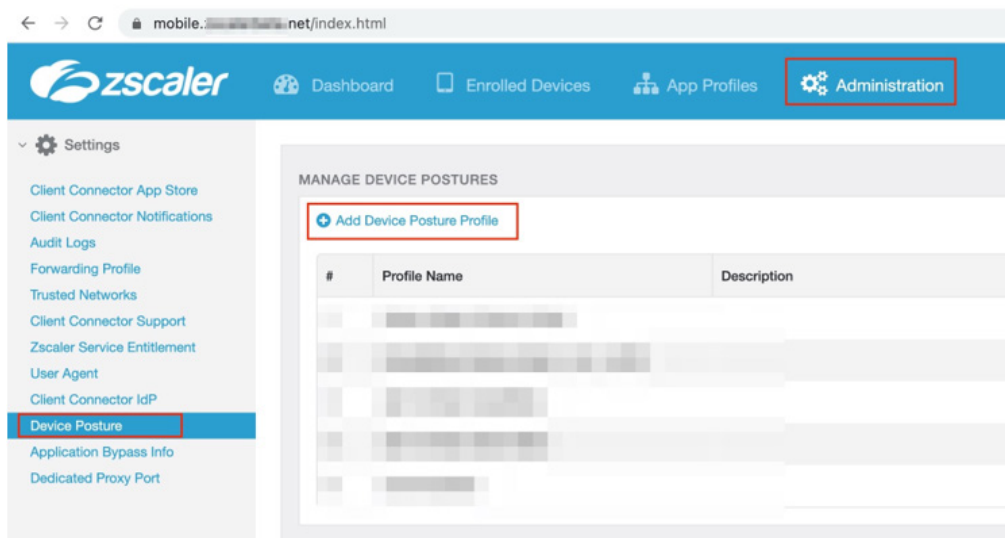 mobile. net/index.html
zscaler Dashboard Enrolled Devices App Profiles Administration
Settings
Client Connector App Store
Client Connector Notifications
Audit Logs
Forwarding Profile
Trusted Networks
Client Connector Support
Zscaler Service Entitlement
User Agent
Client Connector IdP
Device Posture
Application Bypass Info
Dedicated Proxy Port
MANAGE DEVICE POSTURES
Add Device Posture Profile
# Profile Name Description